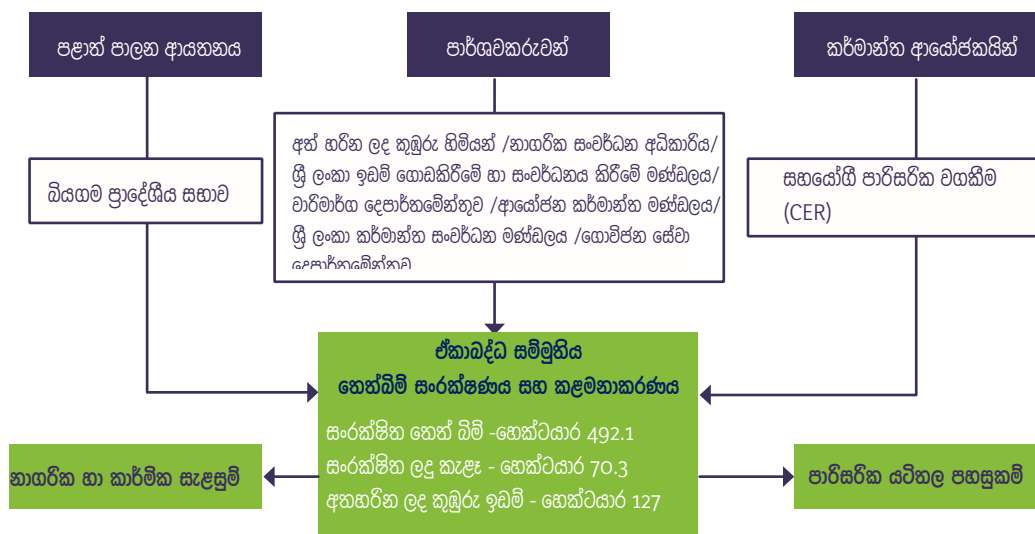 පළාත් පාලන ආයතනය
පාර්ශවකරුවන්
කර්මාන්ත ආයෝජකයින්
බියගම ප්‍රාදේශීය සභාව
අත් හරින ලද කුඹුරු හිමියන් /නාගරික සංවර්ධන අධිකාරිය/
ශ්‍රී ලංකා ඉඩම් ගොඩකිරීමේ හා සංවර්ධනය කිරීමේ මණ්ඩලය/
වාරිමාර්ග දෙපාර්තමේන්තුව /ආයෝජන කර්මාන්ත මණ්ඩලය/
ශ්‍රී ලංකා කර්මාන්ත සංවර්ධන මණ්ඩලය /ගොවිජන සේවා
දෙපාර්තමේන්තුව
සහයෝගී පාරිසරික වගකීම
(CER)
ඒකාබද්ධ සම්මුතිය
තෙත්බිම් සංරක්ෂණය සහ කළමනාකරණය
සංරක්ෂිත තෙත් බිම් -හෙක්ටයාර 492.1
සංරක්ෂිත ලඳු කැළෑ - හෙක්ටයාර 70.3
අතහරින ලද කුඹුරු ඉඩම් - හෙක්ටයාර 127
නාගරික හා කාර්මික සැළසුම්
පාරිසරික යටිතල පහසුකම්